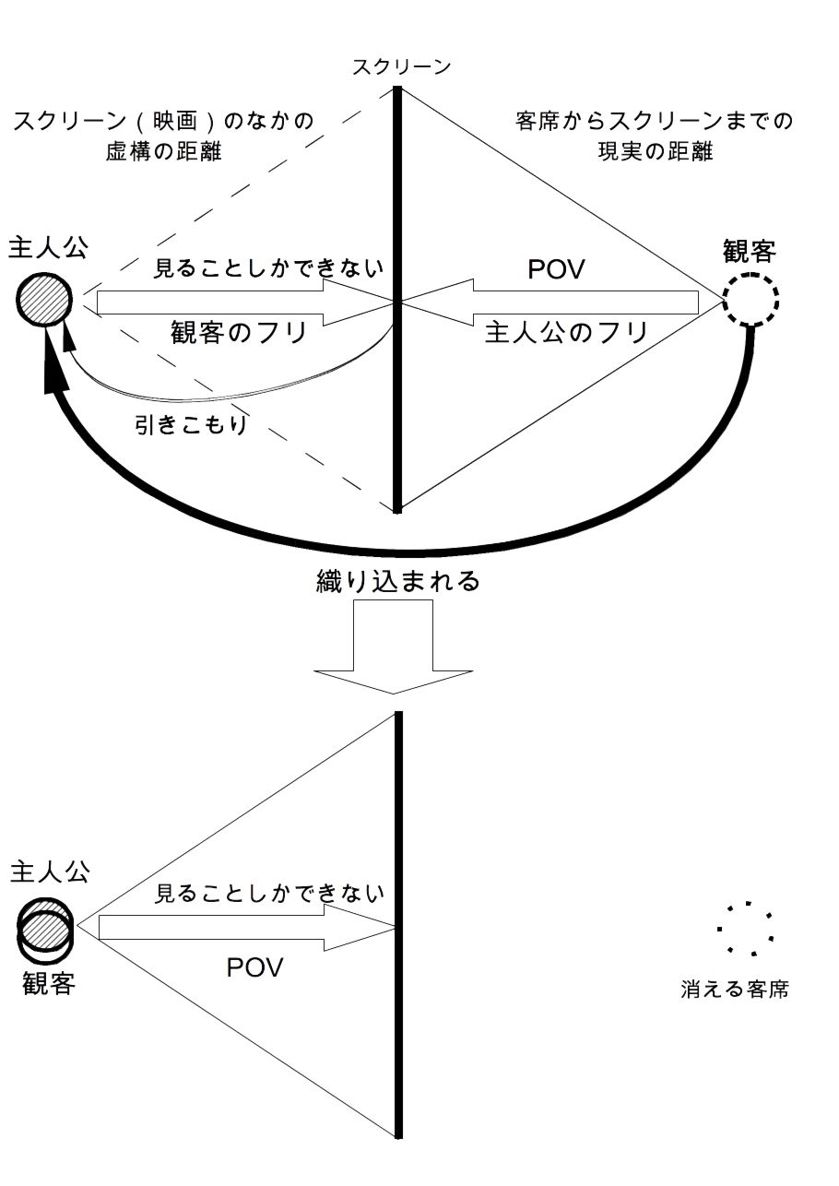 スクリーン
スクリーン(映画)のなかの
虚構の距離
客席からスクリーンまでの
現実の距離
主人公
観客
見ることしかできない
POV
観客のフリ
主人公のフリ
引きこもり
織り込まれる
主人公
見ることしかできない
POV
観客
消える客席